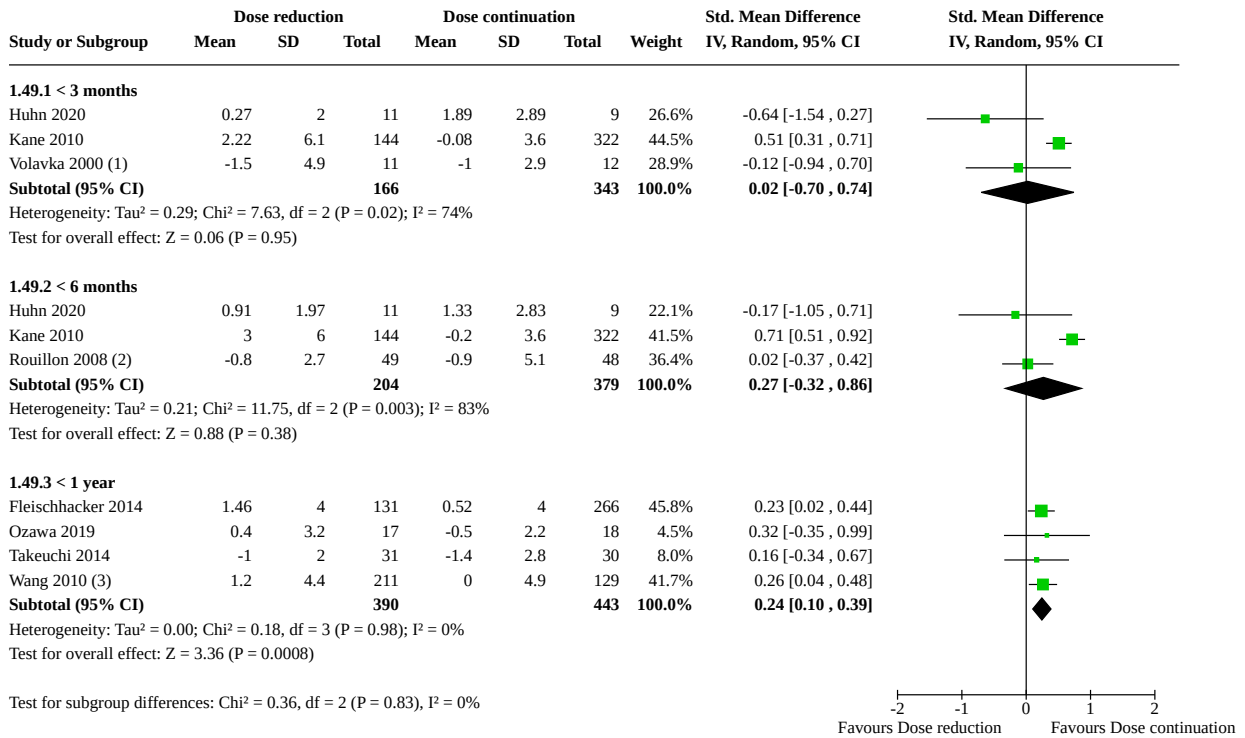 Dose reduction Dose continuation Std. Mean Difference Std. Mean Difference
Study or Subgroup Mean SD Total Mean SD Total Weight IV, Random, 95% CI IV, Random, 95% CI
1.49.1 < 3 months
Huhn 2020 0.27 2 11 1.89 2.89 9 26.6% -0.64 [-1.54 , 0.27]
Kane 2010 2.22 6.1 144 -0.08 3.6 322 44.5% 0.51 [0.31 , 0.71]
Volavka 2000 (1) -1.5 4.9 11 -1 2.9 12 28.9% -0.12 [-0.94 , 0.70]
Subtotal (95% CI) 166 343 100.0% 0.02 [-0.70 , 0.74]
Heterogeneity: Tau² = 0.29; Chi² = 7.63, df = 2 (P = 0.02); I² = 74%
Test for overall effect: Z = 0.06 (P = 0.95)
1.49.2 < 6 months
Huhn 2020 0.91 1.97 11 1.33 2.83 9 22.1% -0.17 [-1.05 , 0.71]
Kane 2010 3 6 144 -0.2 3.6 322 41.5% 0.71 [0.51 , 0.92]
Rouillon 2008 (2) -0.8 2.7 49 -0.9 5.1 48 36.4% 0.02 [-0.37 , 0.42]
Subtotal (95% CI) 204 379 100.0% 0.27 [-0.32 , 0.86]
Heterogeneity: Tau² = 0.21; Chi² = 11.75, df = 2 (P = 0.003); I² = 83%
Test for overall effect: Z = 0.88 (P = 0.38)
1.49.3 < 1 year
Fleischhacker 2014 1.46 4 131 0.52 4 266 45.8% 0.23 [0.02 , 0.44]
Ozawa 2019 0.4 3.2 17 -0.5 2.2 18 4.5% 0.32 [-0.35 , 0.99]
Takeuchi 2014 -1 2 31 -1.4 2.8 30 8.0% 0.16 [-0.34 , 0.67]
Wang 2010 (3) 1.2 4.4 211 0 4.9 129 41.7% 0.26 [0.04 , 0.48]
Subtotal (95% CI) 390 443 100.0% 0.24 [0.10 , 0.39]
Heterogeneity: Tau² = 0.00; Chi² = 0.18, df = 3 (P = 0.98); I² = 0%
Test for overall effect: Z = 3.36 (P = 0.0008)
Test for subgroup differences: Chi² = 0.36, df = 2 (P = 0.83), I² = 0%
-2 -1 0 1 2
Favours Dose reduction Favours Dose continuation